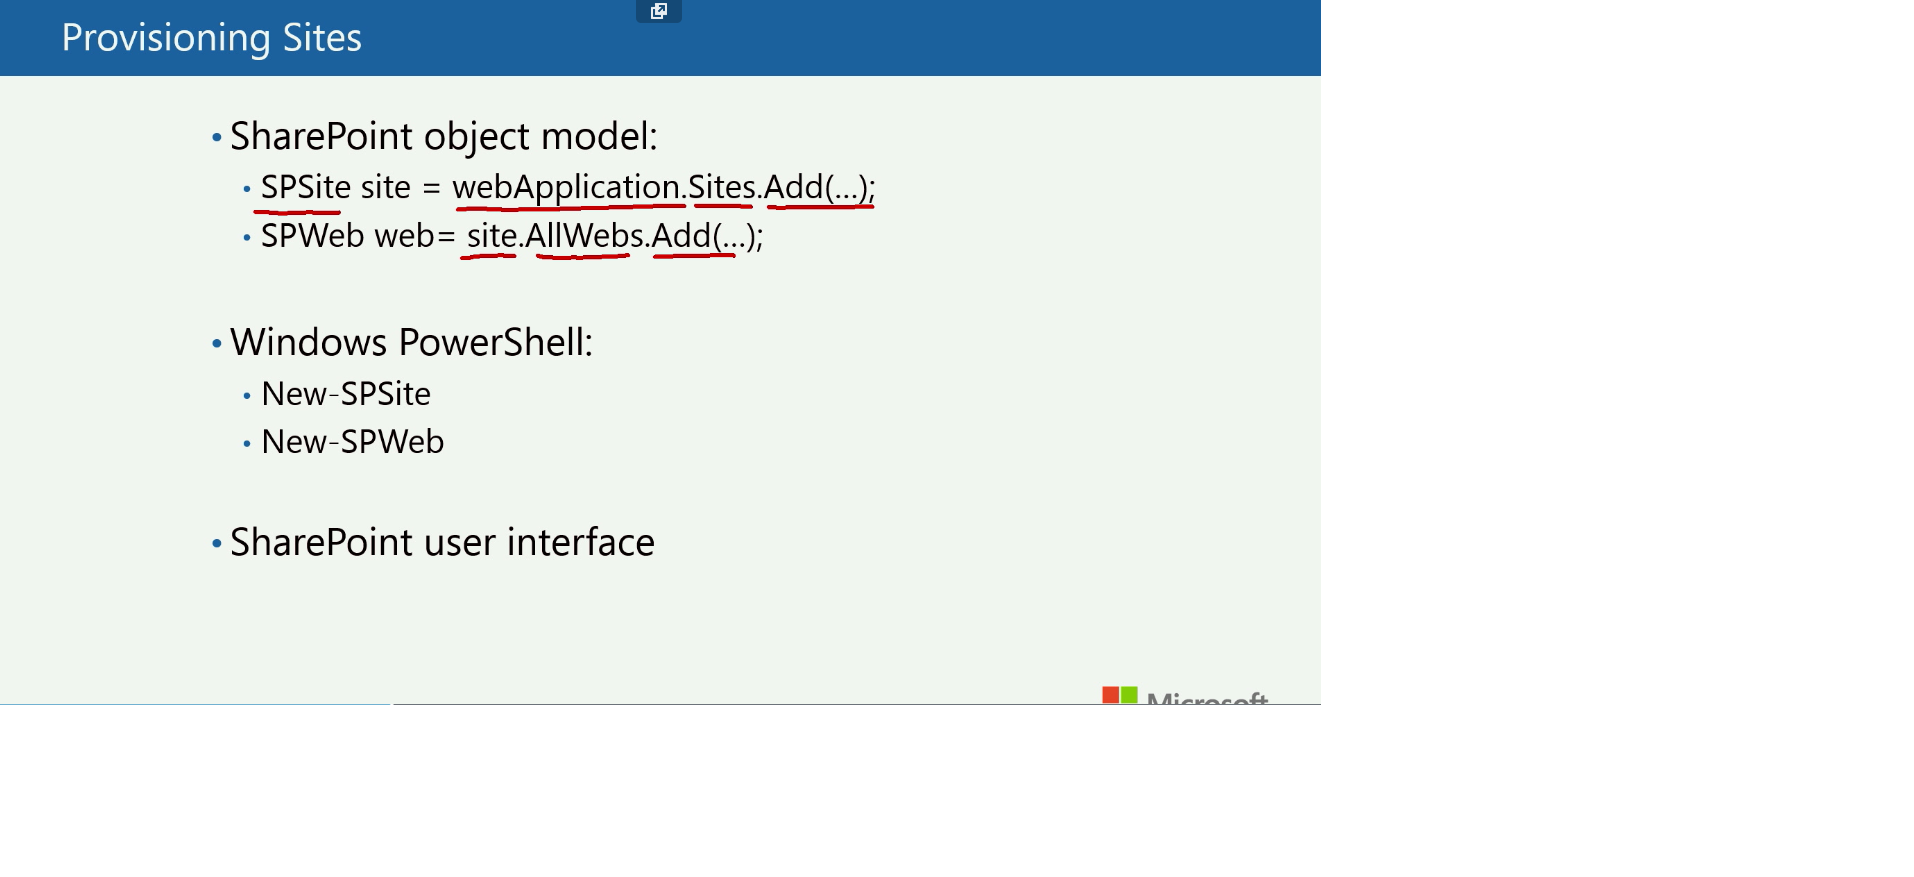 Provisioning Sites
• SharePoint object model:
• SPSite site = webApplication.Sites.Add(...);
• SPWeb web= site.AllWebs.Add(...);
• Windows PowerShell:
• New-SPSite
• New-SPWeb
• SharePoint user interface
Microsoft